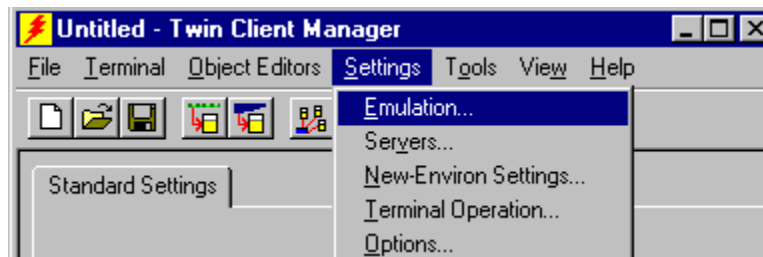 Untitled - Twin Client Manager
File Terminal Object Editors Settings Tools View Help
Emulation...
Servers...
Standard Settings
New-Environ Settings...
Terminal Operation...
Options...